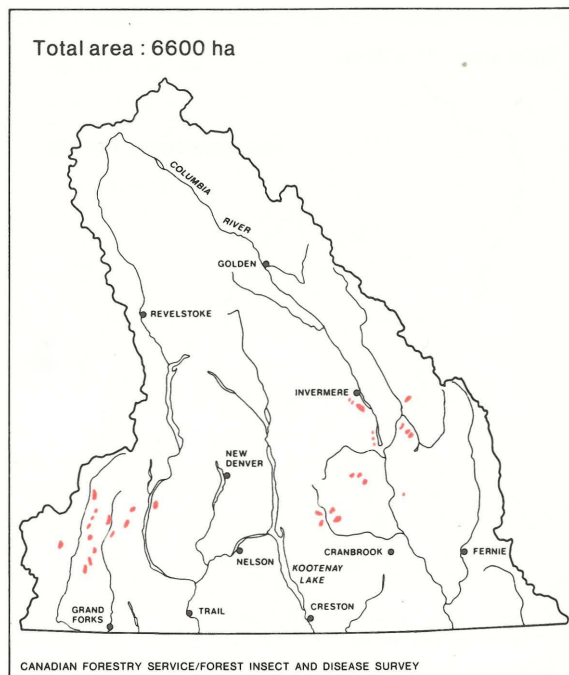 Total area : 6600 ha
COLUMBIA
RIVER
GOLDEN
REVELSTOKE
INVERMERE
NEW
DENVER
NELSON
KOOTENAY
LAKE
CRANBROOK
FERNIE
GRAND
FORKS
TRAIL
CRESTON
CANADIAN FORESTRY SERVICE/FOREST INSECT AND DISEASE SURVEY